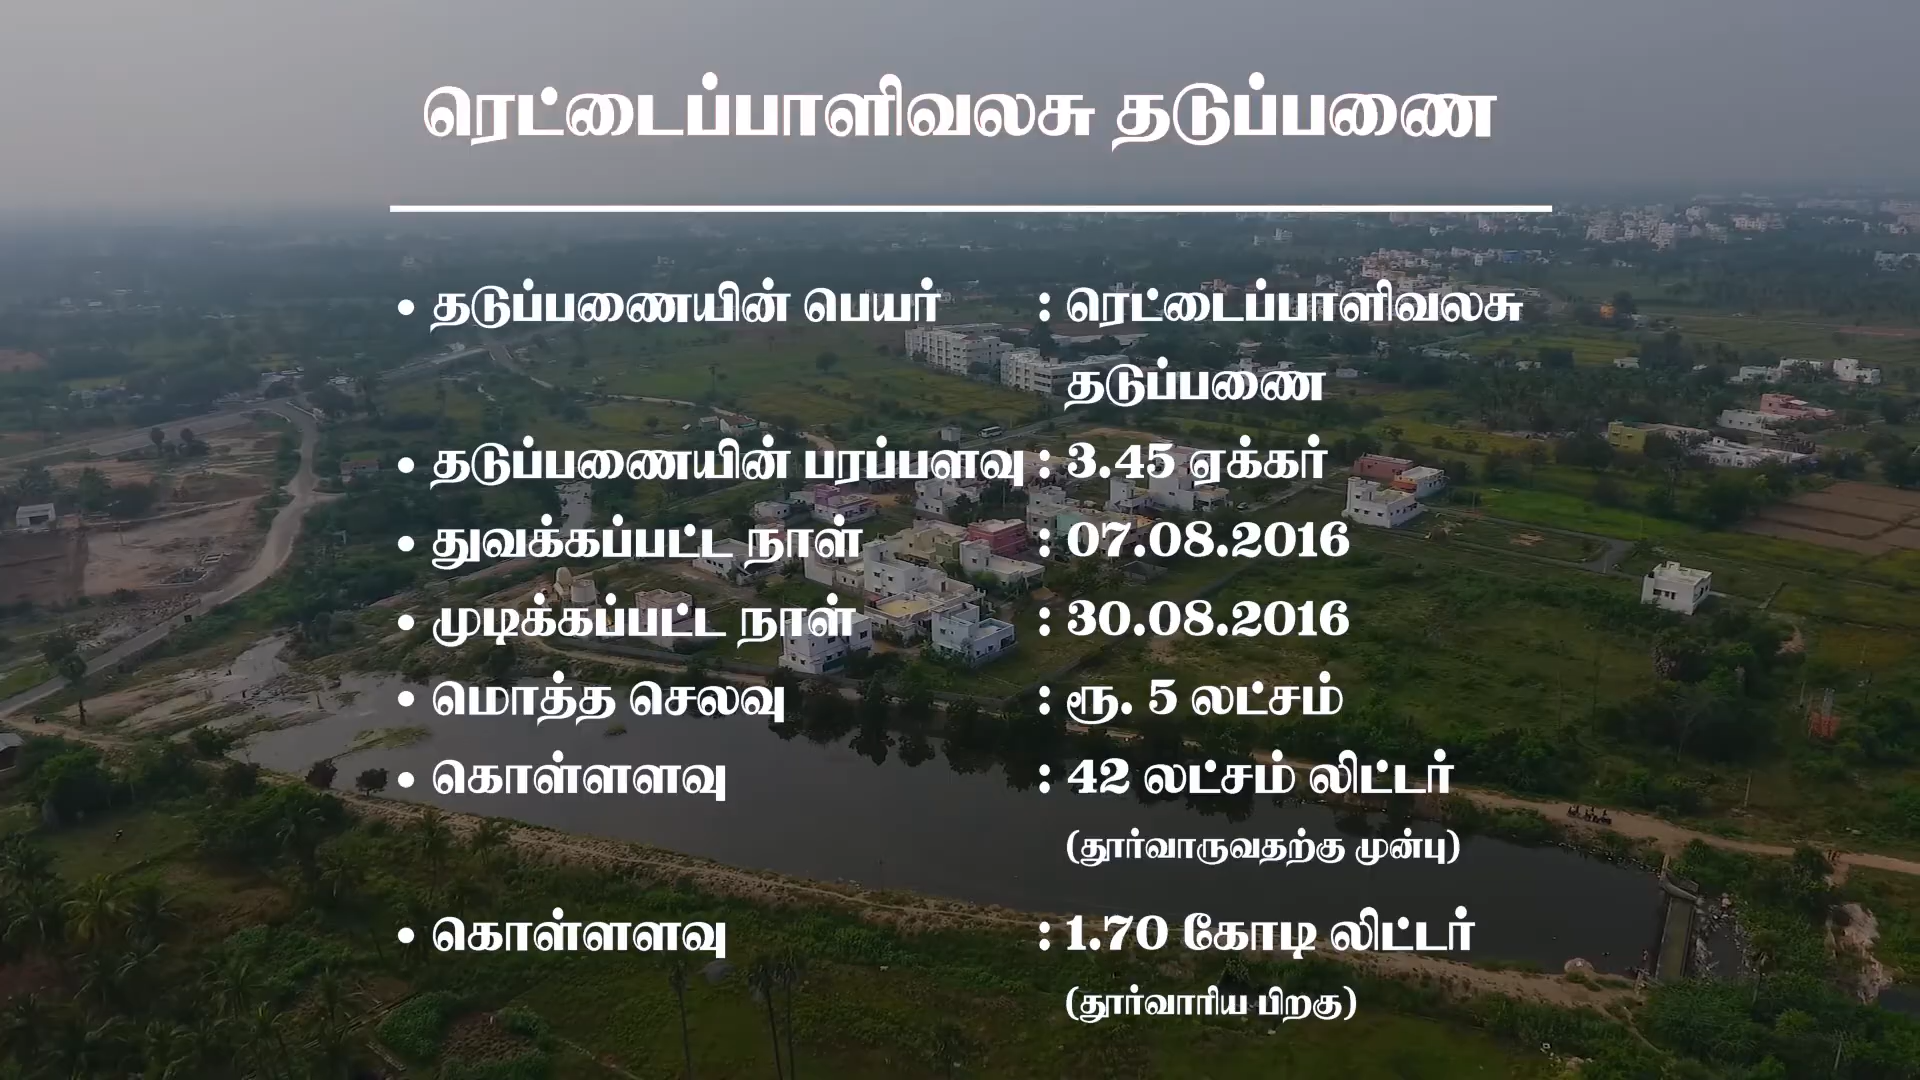 ரெட்டைப்பாளிவலசு தடுப்பணை
• தடுப்பணையின் பெயர் : ரெட்டைப்பாளிவலசு
தடுப்பணை
• தடுப்பணையின் பரப்பளவு : 3.45 ஏக்கர்
• துவக்கப்பட்ட நாள் : 07.08.2016
• முடிக்கப்பட்ட நாள் : 30.08.2016
• மொத்த செலவு : ரூ. 5 லட்சம்
• கொள்ளளவு : 42 லட்சம் லிட்டர்
(தூர்வாருவதற்கு முன்பு)
• கொள்ளளவு : 1.70 கோடி லிட்டர்
(தூர்வாரிய பிறகு)